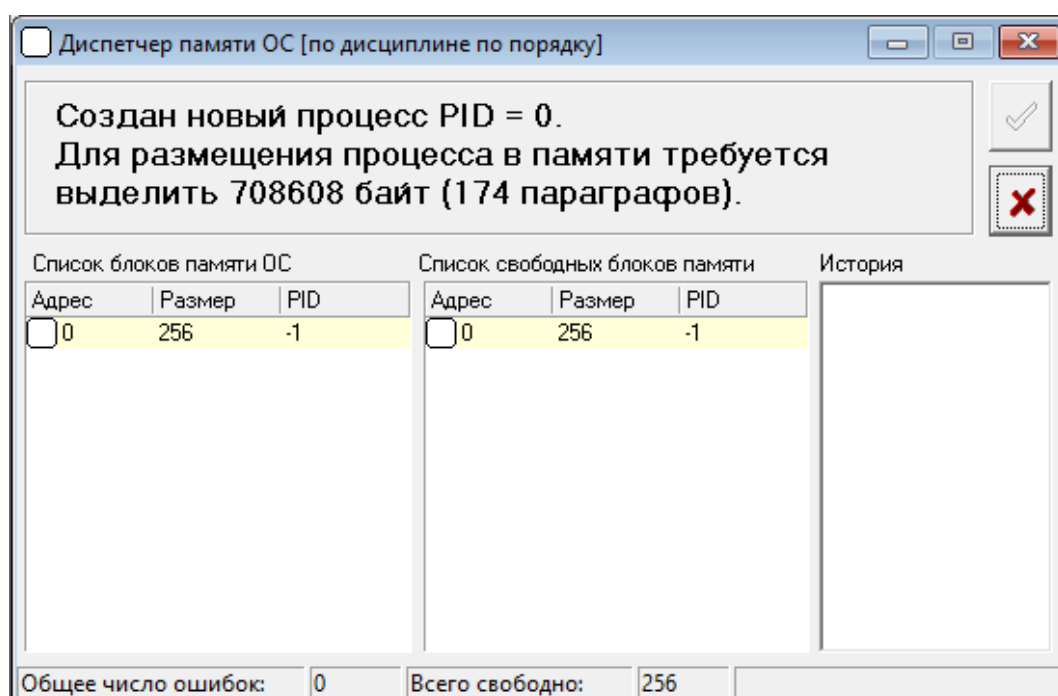 Диспетчер памяти ОС [по дисциплине по порядку]
Создан новый процесс PID = 0.
Для размещения процесса в памяти требуется
выделить 708608 байт (174 параграфов).
Список блоков памяти ОС
Адрес Размер PID
0 256 -1
Список свободных блоков памяти
Адрес Размер PID
0 256 -1
История
Общее число ошибок: 0 Всего свободно: 256